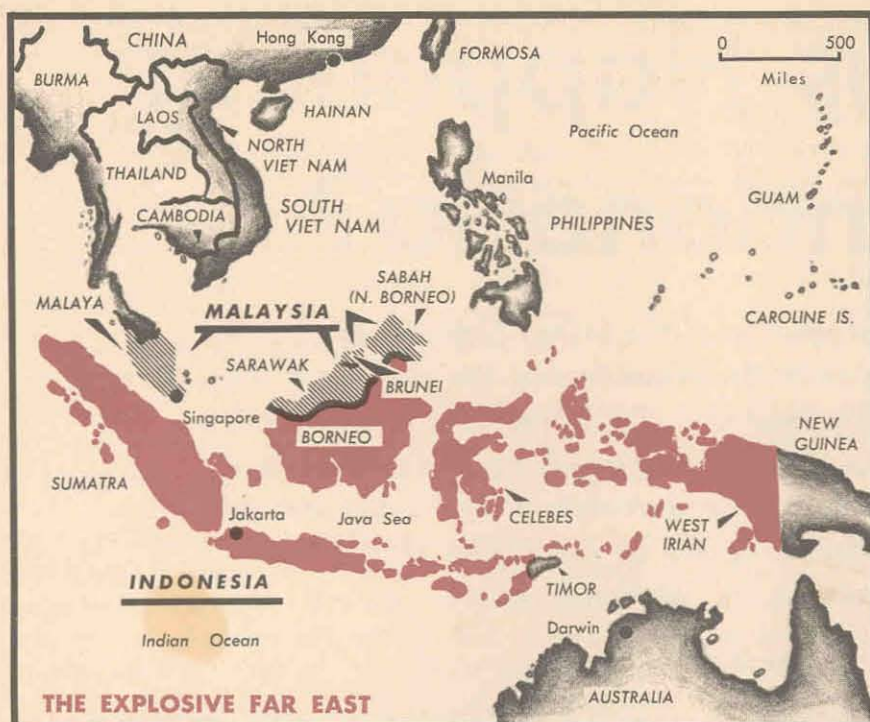 CHINA
Hong Kong
FORMOSA
0 500
Miles
BURMA
LAOS
HAINAN
Pacific Ocean
NORTH
VIET NAM
THAILAND
Manila
GUAM
CAMBODIA
SOUTH
VIET NAM
PHILIPPINES
SABAH
(N. BORNEO)
MALAYA
MALAYSIA
CAROLINE IS.
SARAWAK
BRUNEI
Singapore
BORNEO
NEW
GUINEA
SUMATRA
Jakarta
Java Sea
CELEBES
WEST
IRIAN
INDONESIA
TIMOR
Indian Ocean
Darwin
AUSTRALIA
THE EXPLOSIVE FAR EAST